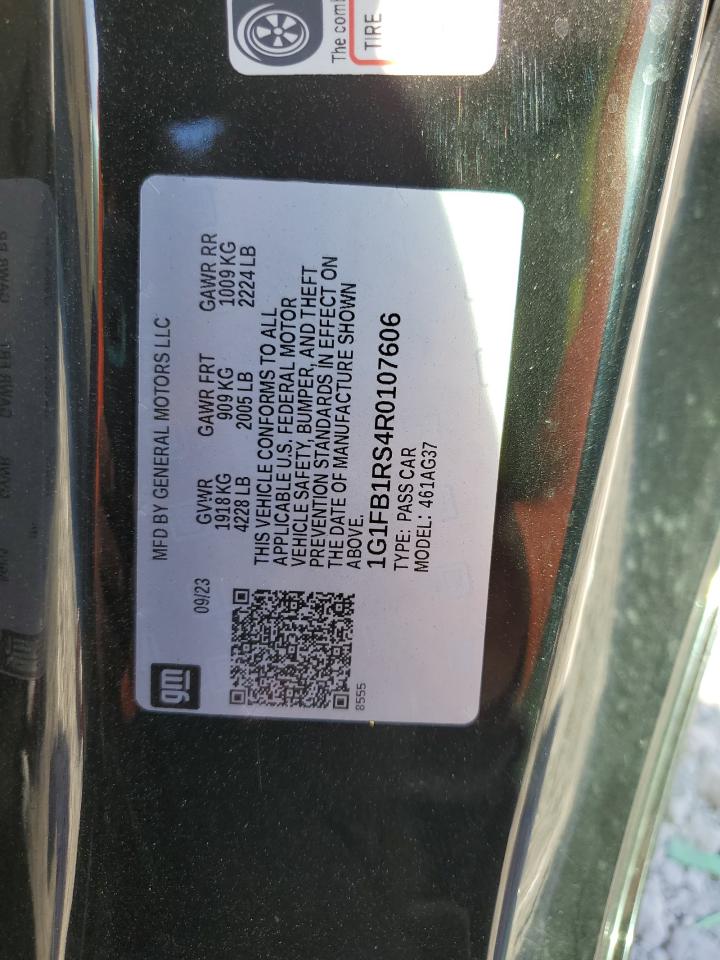 The
TIRE
gm
MFD BY GENERAL MOTORS LLC
09/23
GVWR GAWR FRT GAWR RR
1918 KG 909 KG 1009 KG
4228 LB 2005 LB 2224 LB
THIS VEHICLE CONFORMS TO ALL
APPLICABLE U.S. FEDERAL MOTOR
VEHICLE SAFETY, BUMPER, AND THEFT
PREVENTION STANDARDS IN EFFECT ON
THE DATE OF MANUFACTURE SHOWN
ABOVE.
1G1FB1RS4R0107606
TYPE: PASS CAR
MODEL: 461AG37
8555